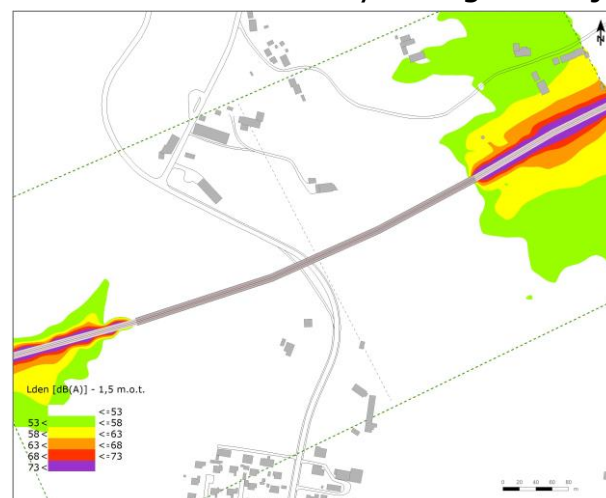 N
Lden [dB(A)] - 1,5 m.o.t.
<=53
53< <=58
58< <=63
63< <=68
68< <=73
73<
0 20 40 60 80 m